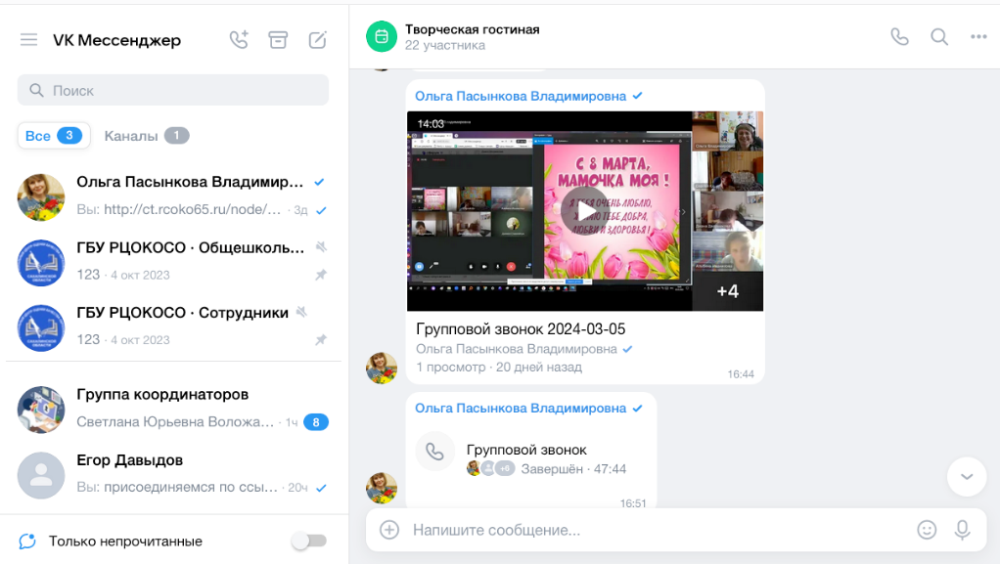 VK Мессенджер
Поиск
Все 3
Каналы 1
Ольга Пасынкова Владимир...
Вы: http://ct.rcoko65.ru/node/... · 3д
ГБУ РЦОКОСО · Общешколь...
123 · 4 окт 2023
ГБУ РЦОКОСО · Сотрудники
123 · 4 окт 2023
Группа координаторов
Светлана Юрьевна Воложа... · 1ч 8
Егор Давыдов
Вы: присоединяемся по ссы... · 20ч
Только непрочитанные
Творческая гостиная
22 участника
Ольга Пасынкова Владимировна
14:03
С 8 МАРТА,
МАМОЧКА МОЯ !
Я ТЕБЯ ОЧЕНЬ ЛЮБЛЮ,
ТЕБЕ ДОБРА,
ЛЮБВИ И ЗДОРОВЬЯ !
+4
Групповой звонок 2024-03-05
Ольга Пасынкова Владимировна
1 просмотр · 20 дней назад
16:44
Ольга Пасынкова Владимировна
Групповой звонок
+6 Завершён · 47:44
16:51
Напишите сообщение...